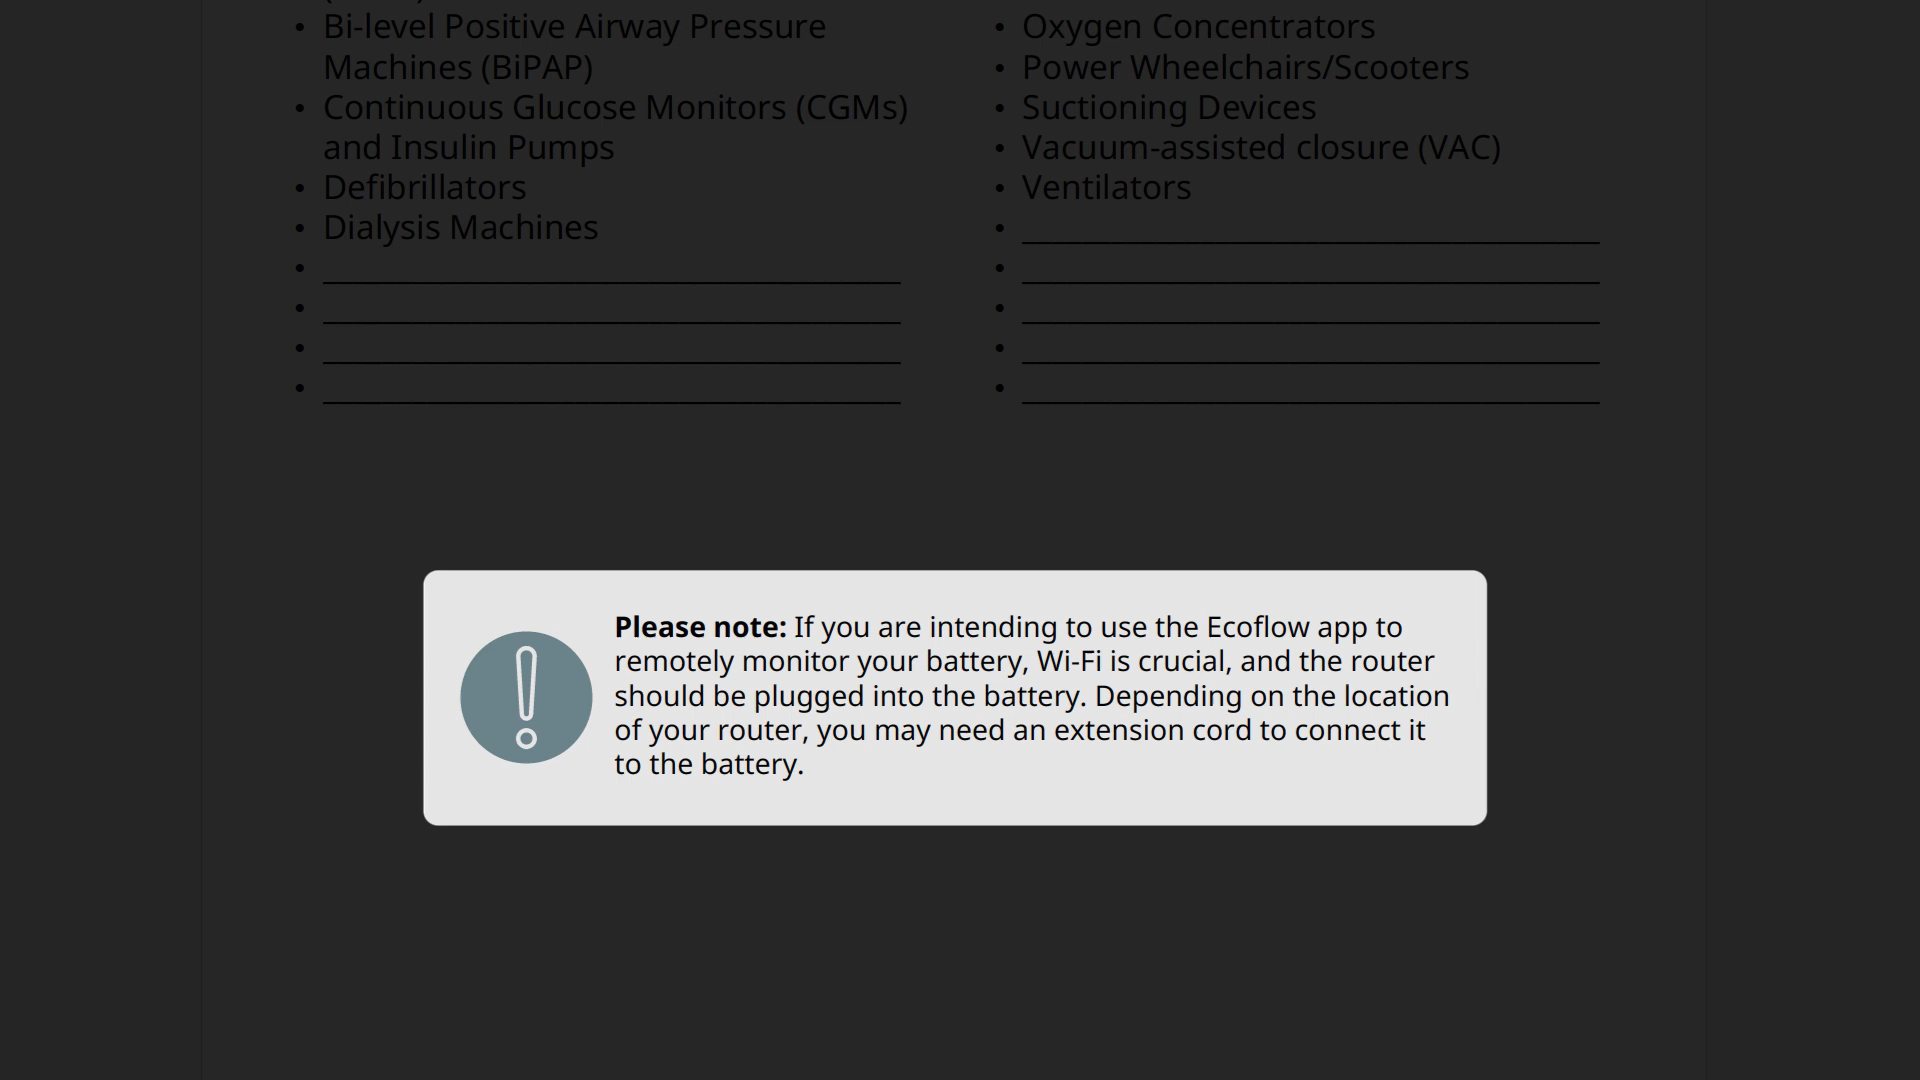 • Bi-level Positive Airway Pressure
Machines (BiPAP)
• Continuous Glucose Monitors (CGMs)
and Insulin Pumps
• Defibrillators
• Dialysis Machines
•
•
•
•
• Oxygen Concentrators
• Power Wheelchairs/Scooters
• Suctioning Devices
• Vacuum-assisted closure (VAC)
• Ventilators
•
•
•
•
•
Please note: If you are intending to use the Ecoflow app to
remotely monitor your battery, Wi-Fi is crucial, and the router
should be plugged into the battery. Depending on the location
of your router, you may need an extension cord to connect it
to the battery.